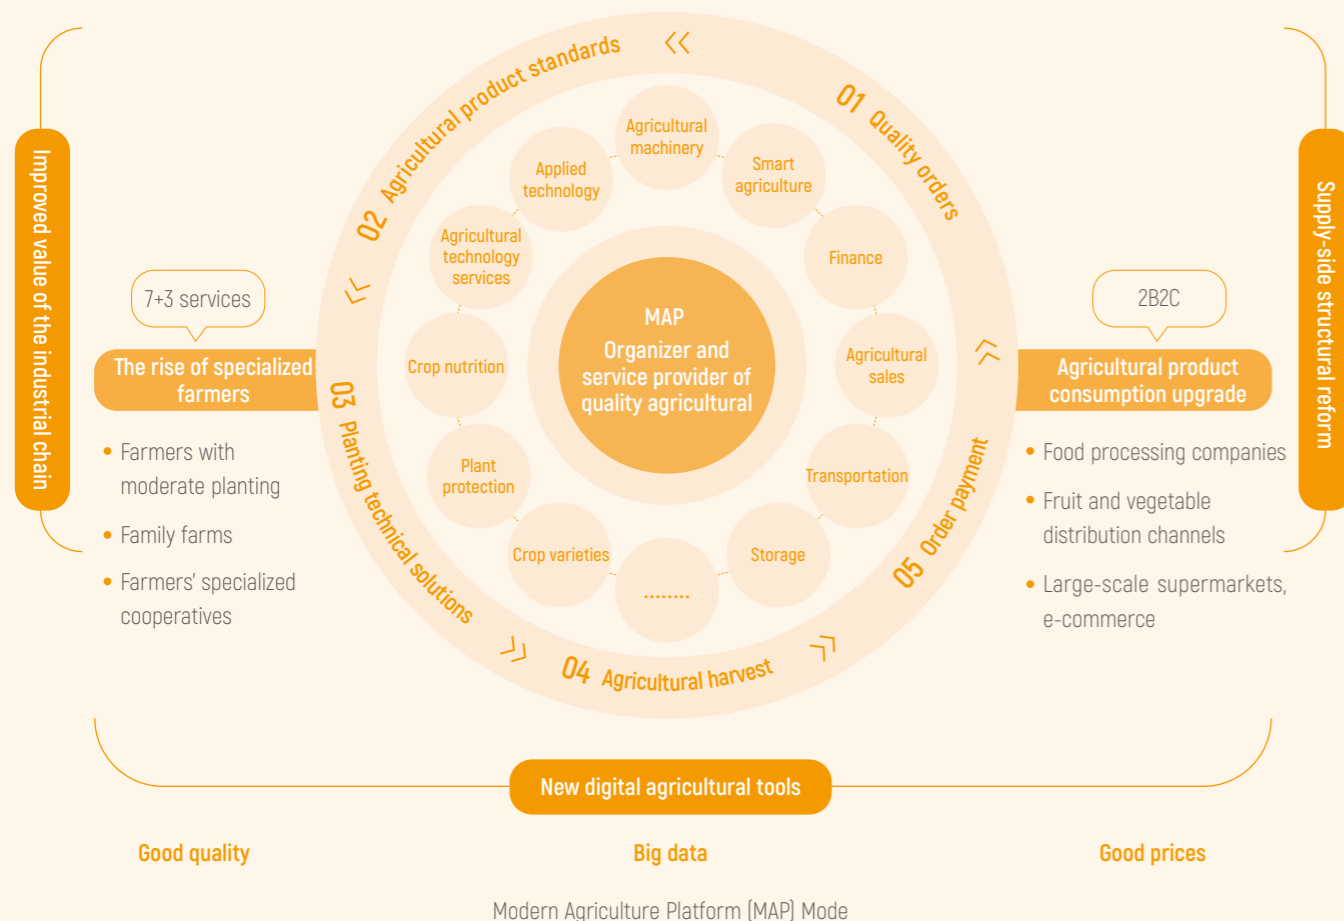 Improved value of the industrial chain
7+3 services
The rise of specialized
farmers
• Farmers with
moderate planting
• Family farms
• Farmers' specialized
cooperatives
01 Quality orders
02 Agricultural product standards
03 Planting technical solutions
04 Agricultural harvest
05 Order payment
Agricultural
machinery
Smart
agriculture
Finance
Agricultural
sales
Transportation
Storage
........
Crop varieties
Plant
protection
Crop nutrition
Agricultural
technology
services
Applied
technology
MAP
Organizer and
service provider of
quality agricultural
2B2C
Agricultural product
consumption upgrade
• Food processing companies
• Fruit and vegetable
distribution channels
• Large-scale supermarkets,
e-commerce
Supply-side structural reform
New digital agricultural tools
Good quality
Big data
Good prices
Modern Agriculture Platform (MAP) Mode